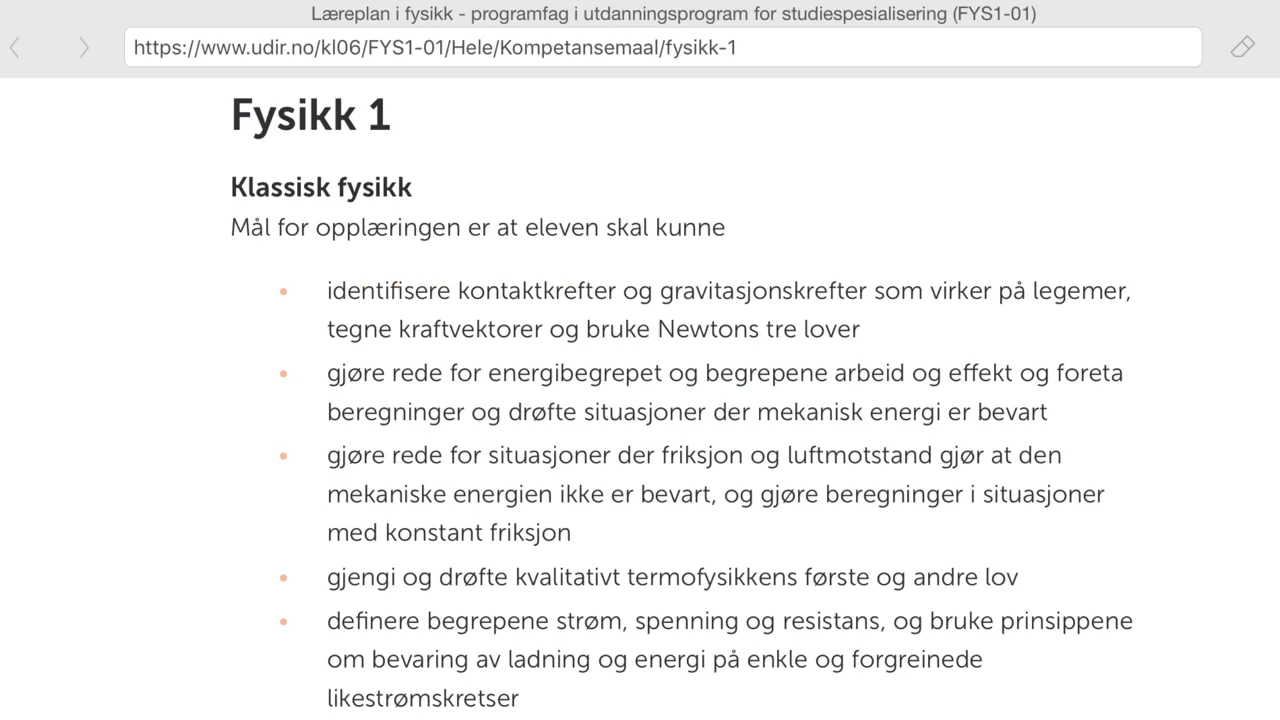 Læreplan i fysikk - programfag i utdanningsprogram for studiespesialisering (FYS1-01)
https://www.udir.no/kl06/FYS1-01/Hele/Kompetansemaal/fysikk-1
Fysikk 1
Klassisk fysikk
Mål for opplæringen er at eleven skal kunne
• identifisere kontaktkrefter og gravitasjonskrefter som virker på legemer,
tegne kraftvektorer og bruke Newtons tre lover
• gjøre rede for energibegrepet og begrepene arbeid og effekt og foreta
beregninger og drøfte situasjoner der mekanisk energi er bevart
• gjøre rede for situasjoner der friksjon og luftmotstand gjør at den
mekaniske energien ikke er bevart, og gjøre beregninger i situasjoner
med konstant friksjon
• gjengi og drøfte kvalitativt termofysikkens første og andre lov
• definere begrepene strøm, spenning og resistans, og bruke prinsippene
om bevaring av ladning og energi på enkle og forgreinede
likestrømskretser